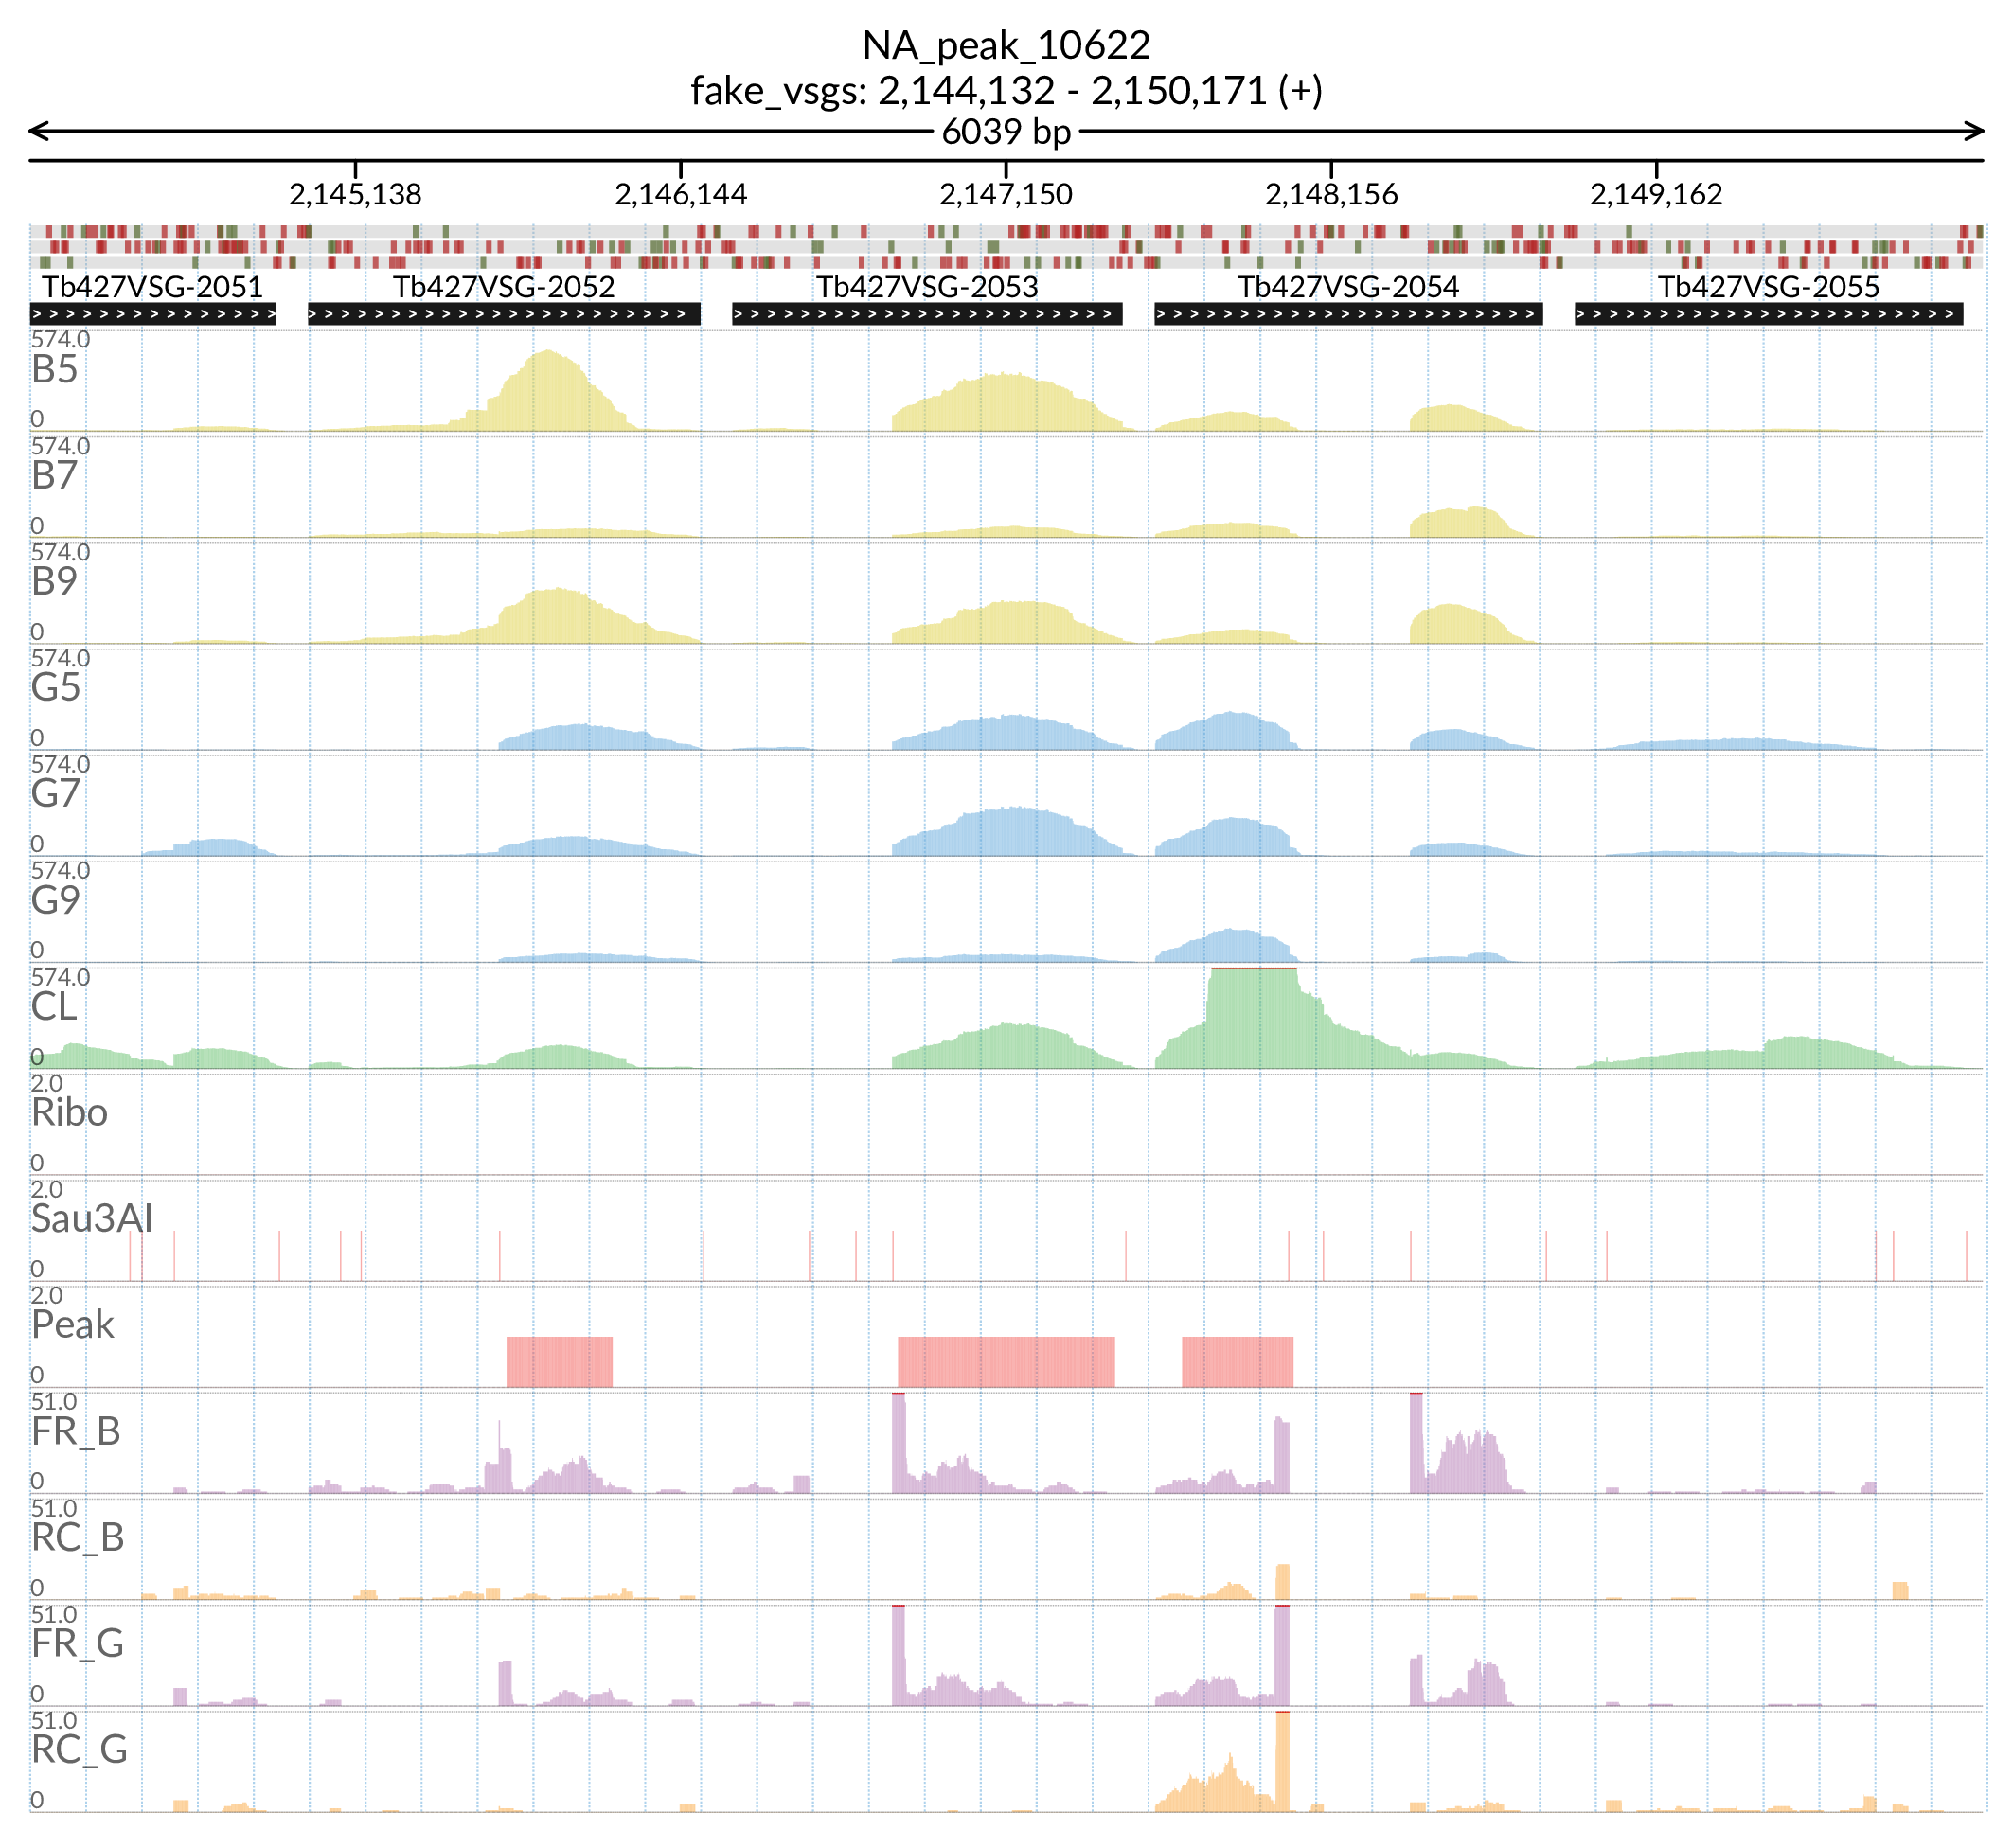 NA_peak_10622
fake_vsgs: 2,144,132 - 2,150,171 (+)
6039 bp
2,145,138 2,146,144 2,147,150 2,148,156 2,149,162
Tb427VSG-2051 Tb427VSG-2052 Tb427VSG-2053 Tb427VSG-2054 Tb427VSG-2055
574.0
B5
0
574.0
B7
0
574.0
B9
0
574.0
G5
0
574.0
G7
0
574.0
G9
0
574.0
CL
0
2.0
Ribo
0
2.0
Sau3AI
0
2.0
Peak
0
51.0
FR_B
0
51.0
RC_B
0
51.0
FR_G
0
51.0
RC_G
0